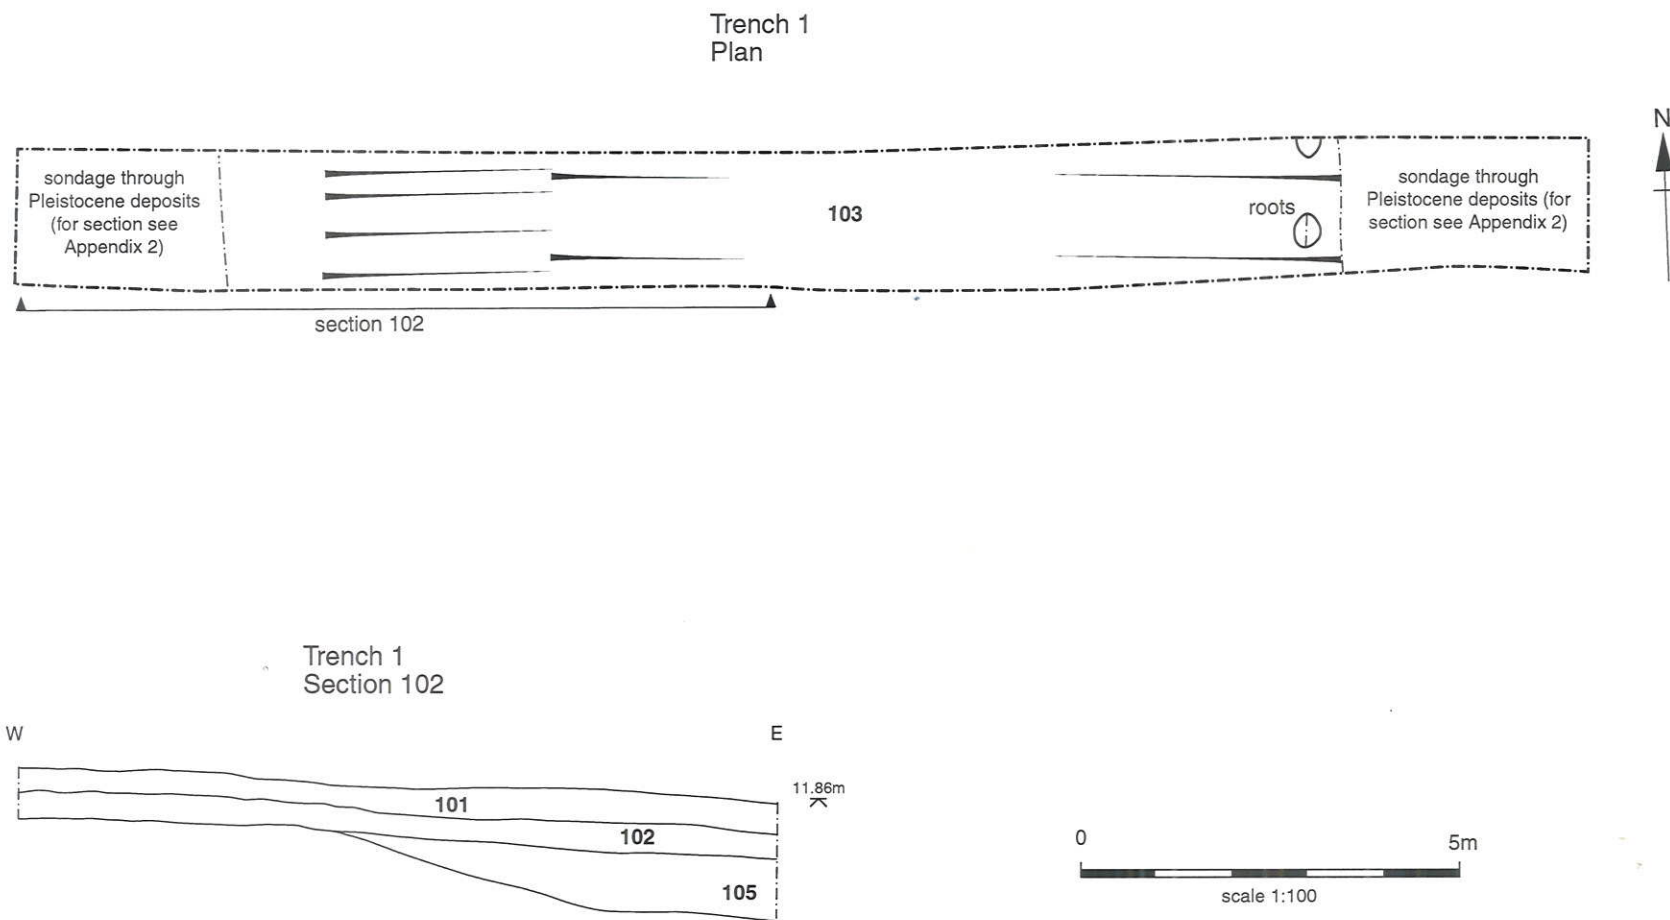 Trench 1
Plan
N
sondage through
Pleistocene deposits
(for section see
Appendix 2)
103
roots
sondage through
Pleistocene deposits (for
section see Appendix 2)
section 102
Trench 1
Section 102
W
E
11.86m
101
102
105
0
5m
scale 1:100